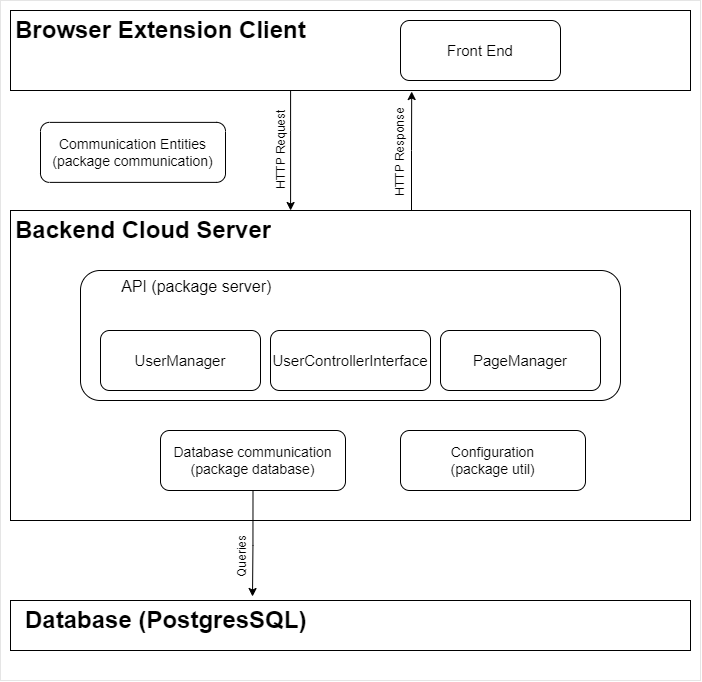 Browser Extension Client
Front End
Communication Entities
(package communication)
HTTP Request
HTTP Response
Backend Cloud Server
API (package server)
UserManager
UserControllerInterface
PageManager
Database communication
(package database)
Configuration
(package util)
Queries
Database (PostgresSQL)